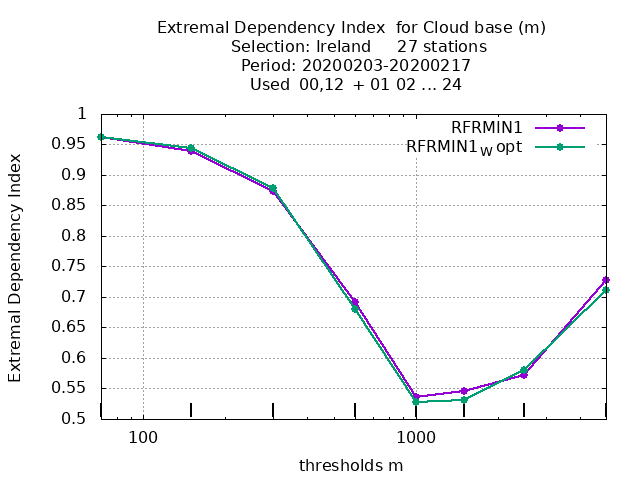 Extremal Dependency Index  for Cloud base (m)
Selection: Ireland     27 stations
Period: 20200203-20200217
Used  00,12  + 01 02 ... 24
RFRMIN1
RFRMIN1W opt
Extremal Dependency Index
1
0.95
0.9
0.85
0.8
0.75
0.7
0.65
0.6
0.55
0.5
100
1000
thresholds m